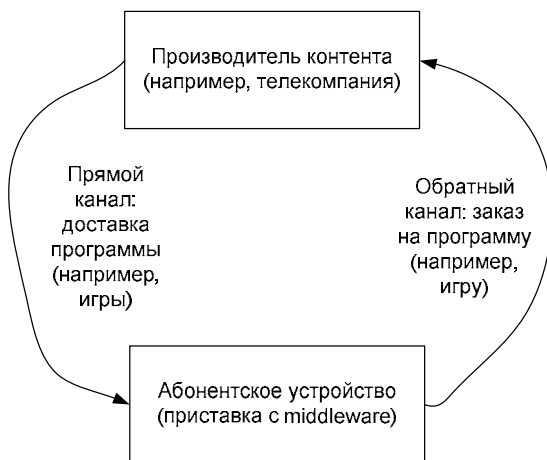 Производитель контента
(например, телекомпания)
Прямой
канал:
доставка
программы
(например,
игры)
Обратный
канал: заказ
на программу
(например,
игру)
Абонентское устройство
(приставка с middleware)